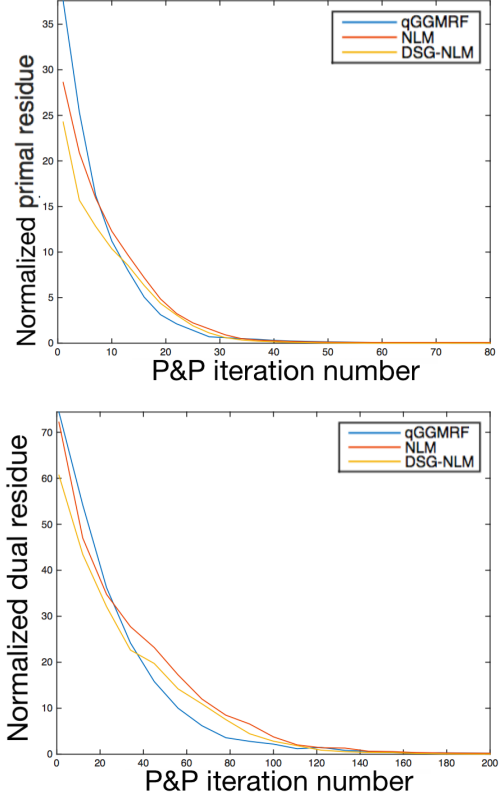 35
30
25
20
15
10
5
0
Normalized primal residue
qGGMRF
NLM
DSG-NLM
0 10 20 30 40 50 60 70 80
P&P iteration number
70
60
50
40
30
20
10
0
Normalized dual residue
qGGMRF
NLM
DSG-NLM
0 20 40 60 80 100 120 140 160 180 200
P&P iteration number